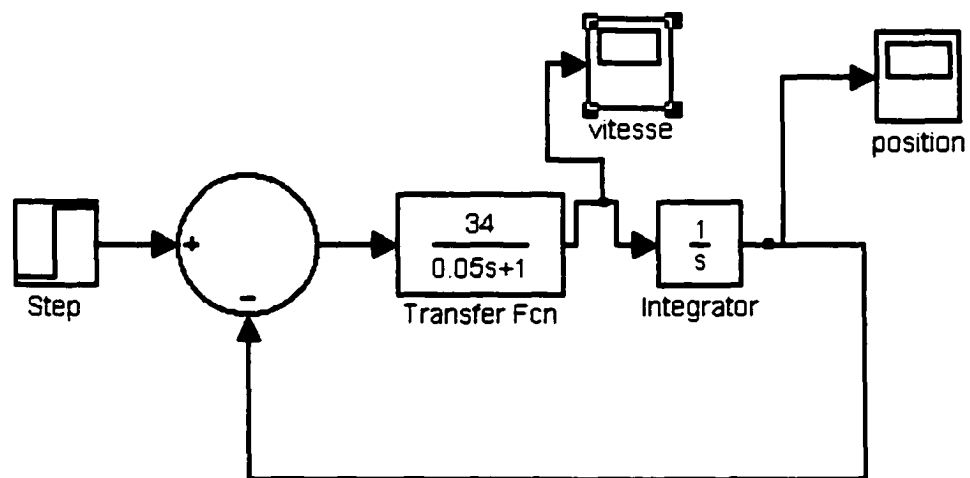 vitesse
position
Step
+
−
34
0.05s+1
Transfer Fcn
1
s
Integrator